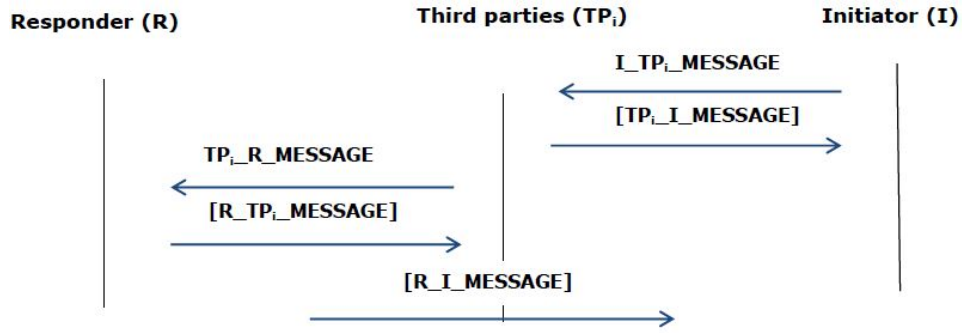 Responder (R)
Third parties (TPᵢ)
Initiator (I)
I_TPᵢ_MESSAGE
[TPᵢ_I_MESSAGE]
TPᵢ_R_MESSAGE
[R_TPᵢ_MESSAGE]
[R_I_MESSAGE]